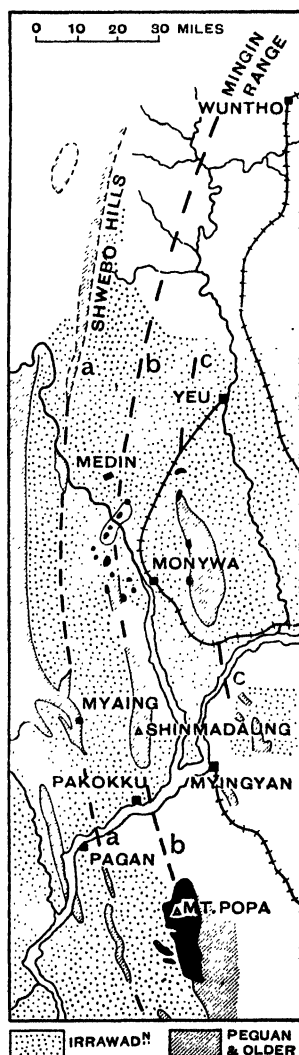 0 10 20 30 MILES
MINGIN
RANGE
WUNTHO
SHWEBO HILLS
a
b
c
YEU
MEDIN
MONYWA
c
MYAING
SHINMADAUNG
PAKOKKU
MYINGYAN
a
b
PAGAN
MT. POPA
IRRAWADᴺ
PEGUAN
& OLDER